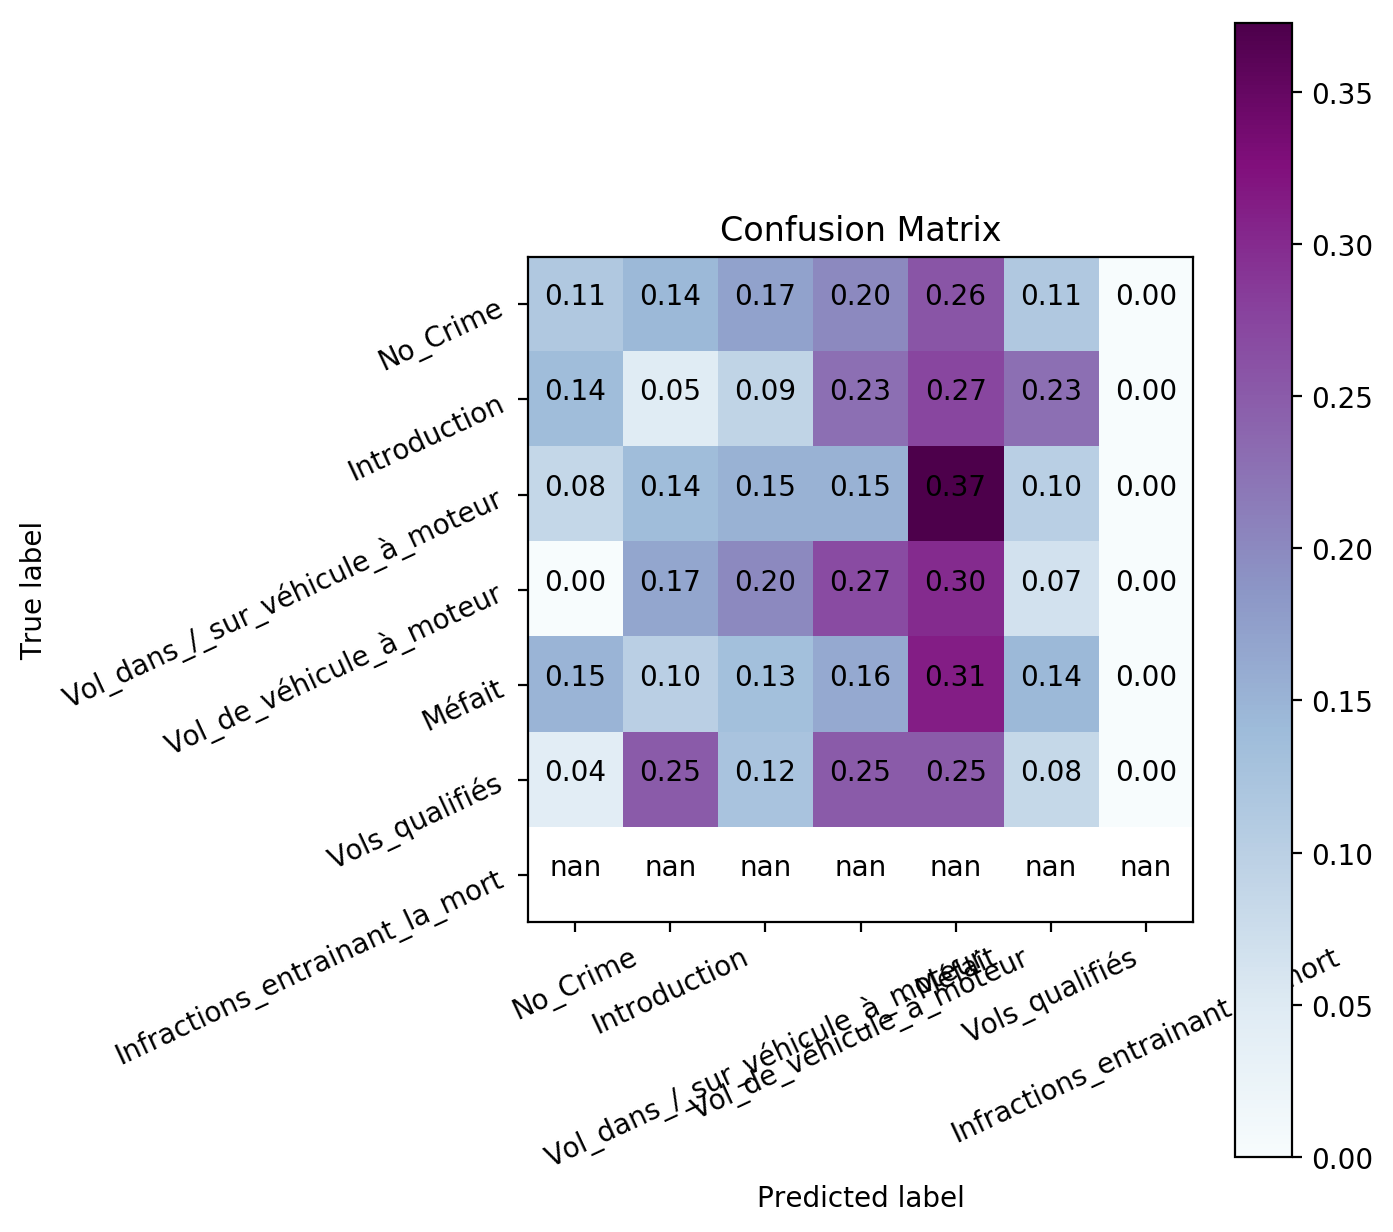 Confusion Matrix
True label
No_Crime
Introduction
Vol_dans_/_sur_véhicule_à_moteur
Vol_de_véhicule_à_moteur
Méfait
Vols_qualifiés
Infractions_entrainant_la_mort
0.11 0.14 0.17 0.20 0.26 0.11 0.00
0.14 0.05 0.09 0.23 0.27 0.23 0.00
0.08 0.14 0.15 0.15 0.37 0.10 0.00
0.00 0.17 0.20 0.27 0.30 0.07 0.00
0.15 0.10 0.13 0.16 0.31 0.14 0.00
0.04 0.25 0.12 0.25 0.25 0.08 0.00
nan nan nan nan nan nan nan
No_Crime
Introduction
Vol_dans_/_sur_véhicule_à_moteur
Vol_de_véhicule_à_moteur
Méfait
Vols_qualifiés
Infractions_entrainant
Predicted label
0.35
0.30
0.25
0.20
0.15
0.10
0.05
0.00